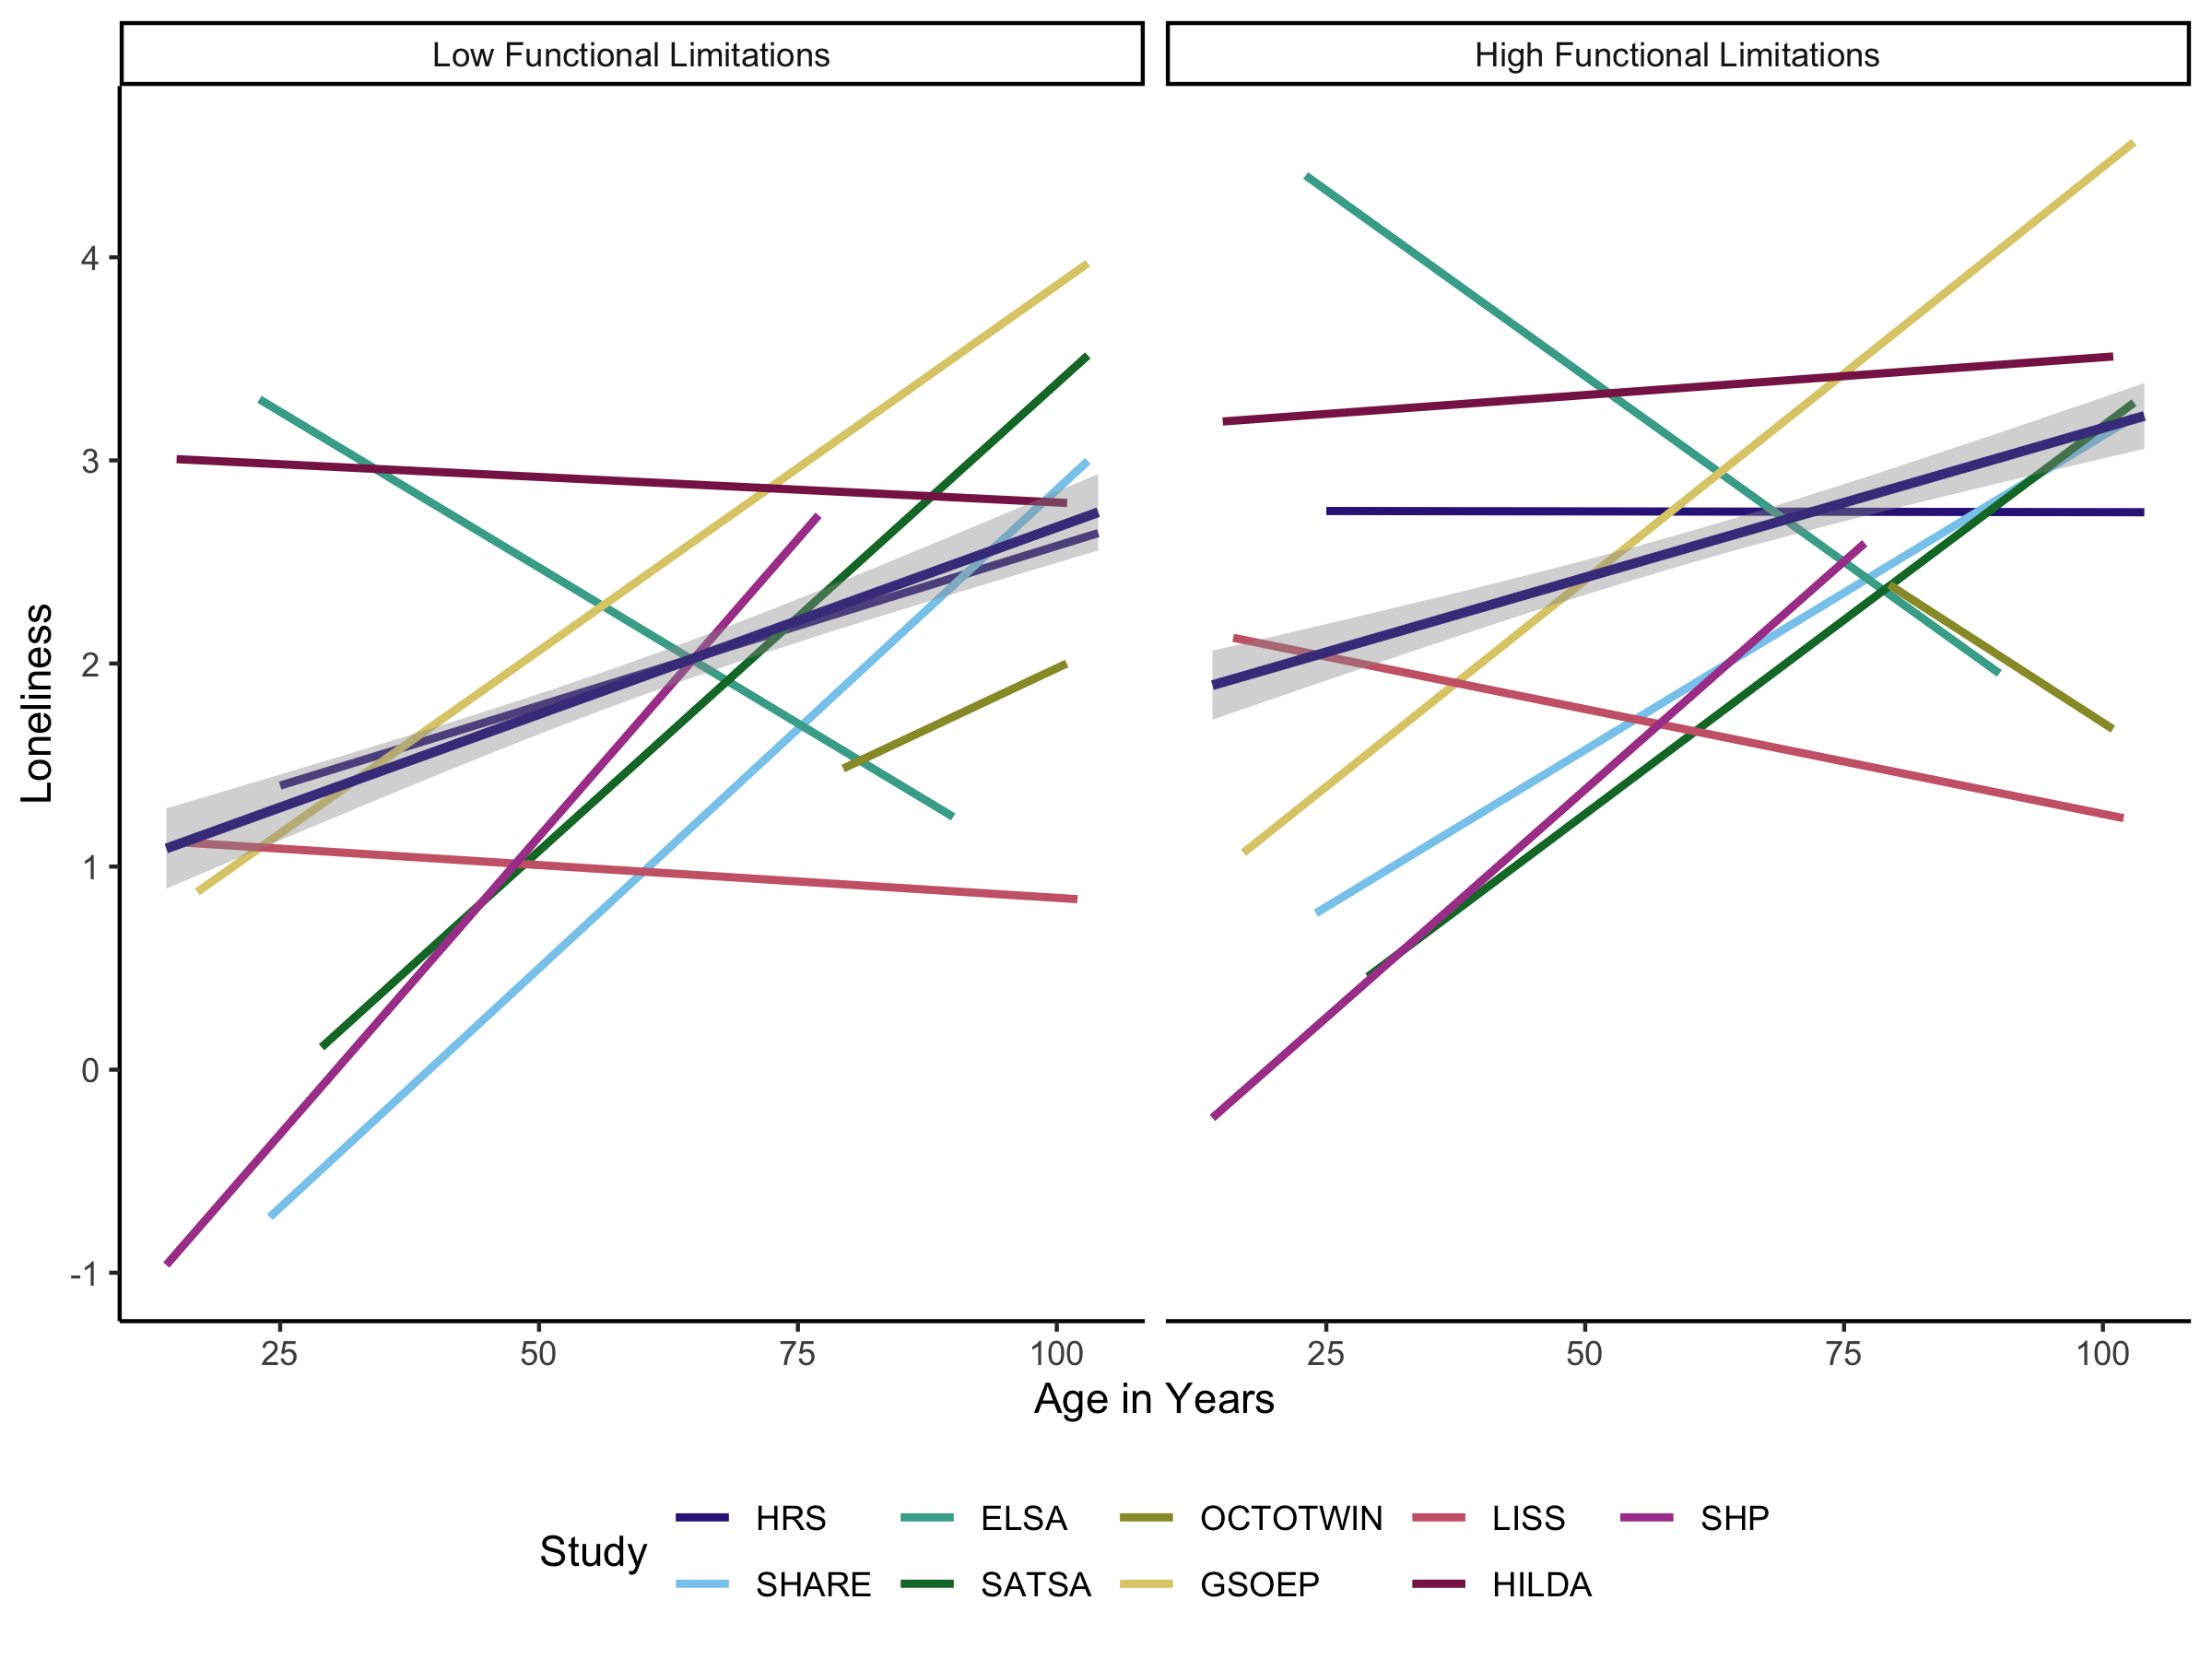 Low Functional Limitations
High Functional Limitations
Loneliness
4
3
2
1
0
-1
25 50 75 100
25 50 75 100
Age in Years
Study
HRS ELSA OCTOTWIN LISS SHP
SHARE SATSA GSOEP HILDA